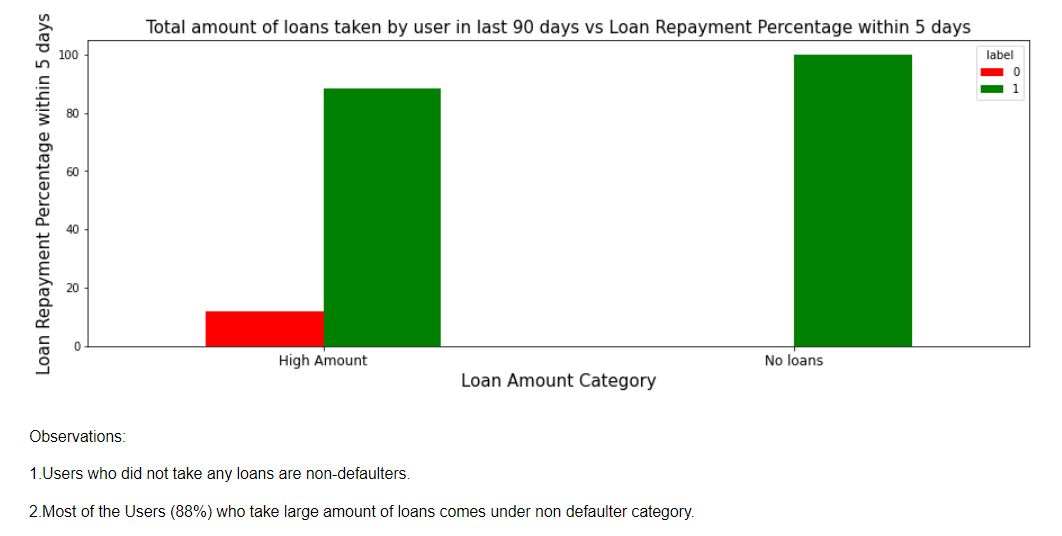 Total amount of loans taken by user in last 90 days vs Loan Repayment Percentage within 5 days
Loan Repayment Percentage within 5 days
100
80
60
40
20
0
label
0
1
High Amount
No loans
Loan Amount Category
Observations:
1.Users who did not take any loans are non-defaulters.
2.Most of the Users (88%) who take large amount of loans comes under non defaulter category.